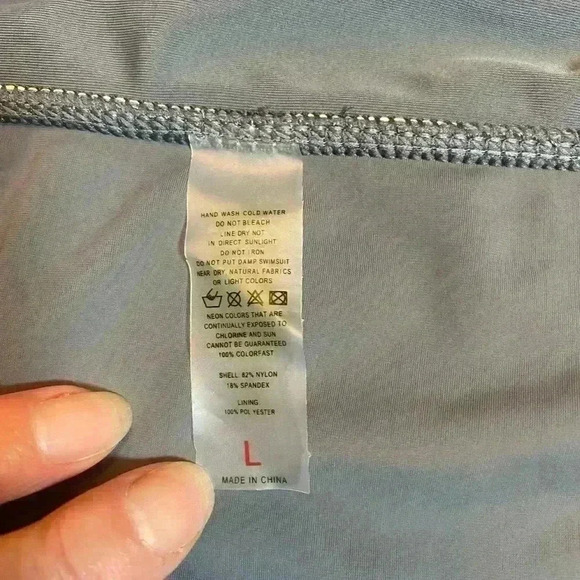 HAND WASH COLD WATER
DO NOT BLEACH
LINE DRY NOT
IN DIRECT SUNLIGHT
DO NOT IRON
DO NOT PUT DAMP SWIMSUIT
NEAR DRY, NATURAL FABRICS
OR LIGHT COLORS
NEON COLORS THAT ARE
CONTINUALLY EXPOSED TO
CHLORINE AND SUN
CANNOT BE GUARANTEED
100% COLORFAST
SHELL: 82% NYLON
18% SPANDEX
LINING:
100% POLYESTER
L
MADE IN CHINA